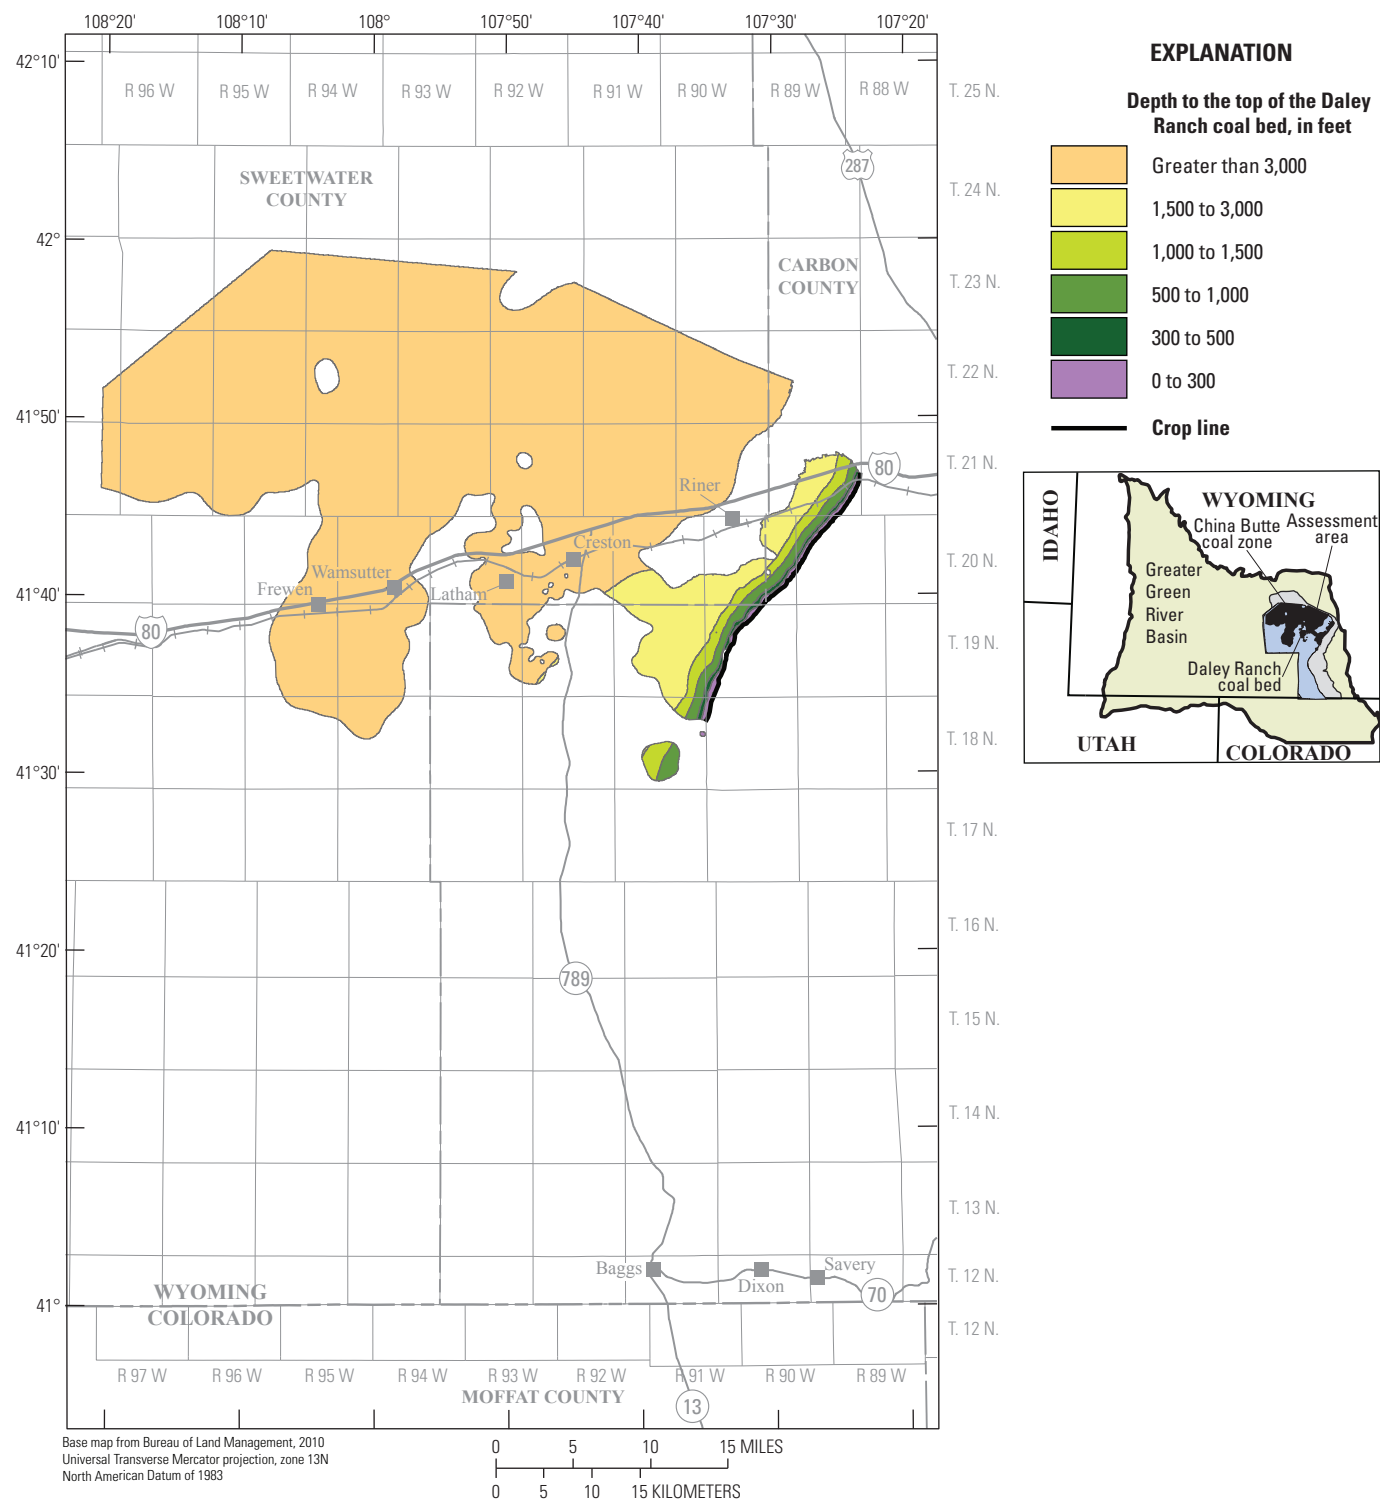 108°20' 108°10' 108° 107°50' 107°40' 107°30' 107°20'
42°10'
42°
41°50'
41°40'
41°30'
41°20'
41°10'
41°
R 96 W R 95 W R 94 W R 93 W R 92 W R 91 W R 90 W R 89 W R 88 W
T. 25 N.
T. 24 N.
T. 23 N.
T. 22 N.
T. 21 N.
T. 20 N.
T. 19 N.
T. 18 N.
T. 17 N.
T. 16 N.
T. 15 N.
T. 14 N.
T. 13 N.
T. 12 N.
T. 12 N.
287
SWEETWATER
COUNTY
CARBON
COUNTY
80
Riner
Creston
Wamsutter
Frewen
Latham
80
789
Baggs
Dixon
Savery
70
WYOMING
COLORADO
R 97 W R 96 W R 95 W R 94 W R 93 W R 92 W R 91 W R 90 W R 89 W
MOFFAT COUNTY
13
Base map from Bureau of Land Management, 2010
Universal Transverse Mercator projection, zone 13N
North American Datum of 1983
0 5 10 15 MILES
0 5 10 15 KILOMETERS
EXPLANATION
Depth to the top of the Daley
Ranch coal bed, in feet
Greater than 3,000
1,500 to 3,000
1,000 to 1,500
500 to 1,000
300 to 500
0 to 300
Crop line
IDAHO
WYOMING
China Butte
coal zone
Assessment
area
Greater
Green
River
Basin
Daley Ranch
coal bed
UTAH
COLORADO